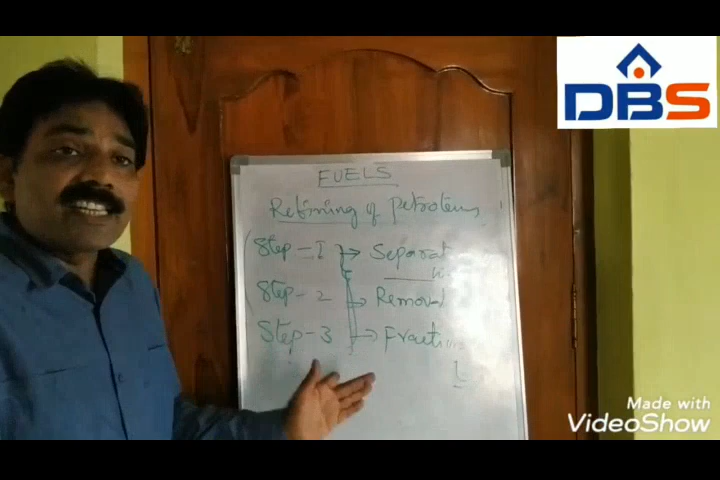 DBS
FUELS
Refining of Petroleum
Step-I → Separat
Step-2 → Removal
Step-3 → Fracti
Made with
VideoShow